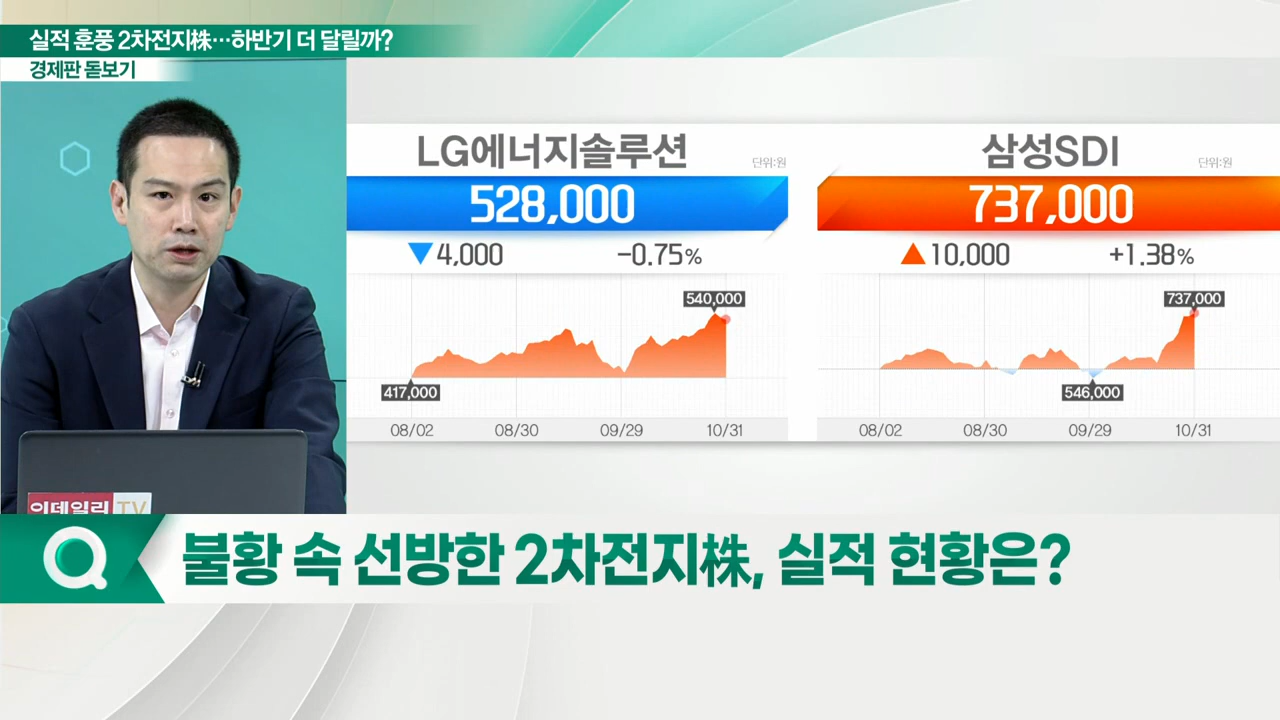 실적 훈풍 2차전지株…하반기 더 달릴까?
경제판 돋보기
LG에너지솔루션
단위:원
528,000
▼4,000 -0.75%
540,000
417,000
08/02 08/30 09/29 10/31
삼성SDI
단위:원
737,000
▲10,000 +1.38%
737,000
546,000
08/02 08/30 09/29 10/31
이데일리 TV
Q
불황 속 선방한 2차전지株, 실적 현황은?